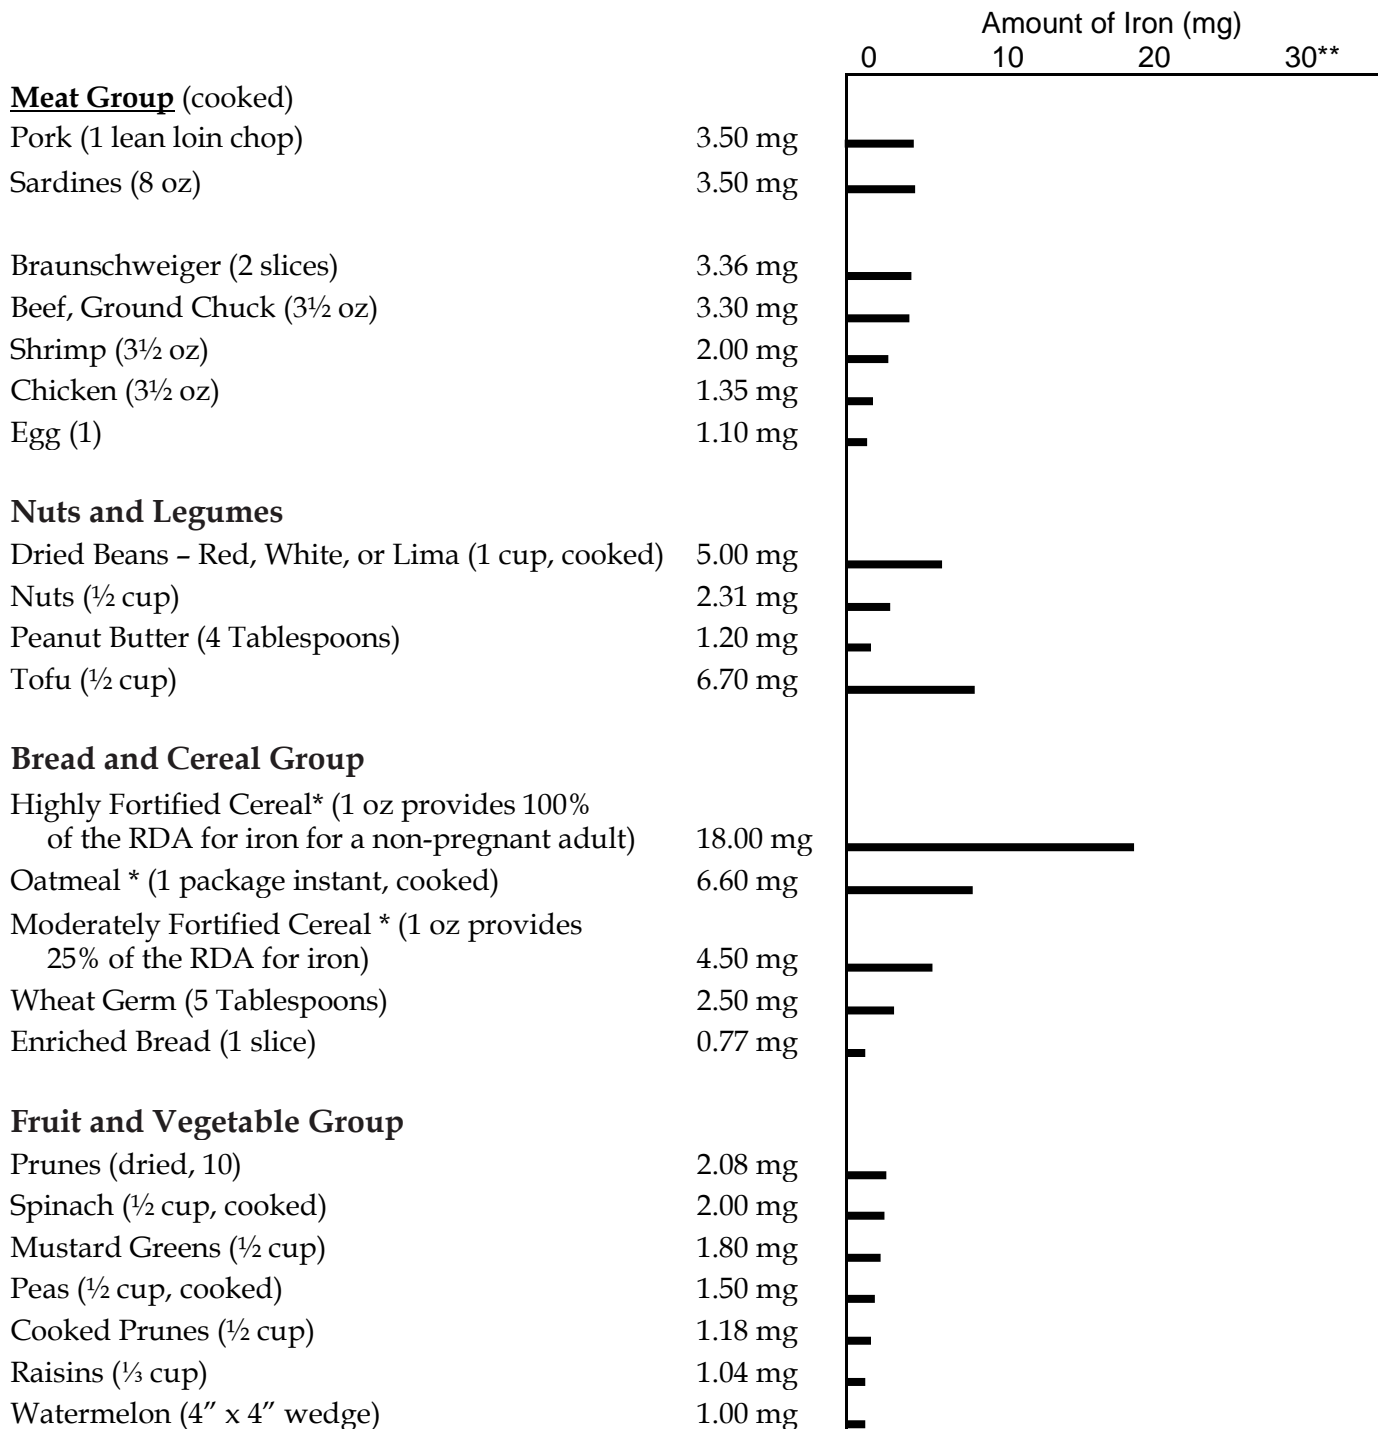 Amount of Iron (mg)
0 10 20 30**
Meat Group (cooked)
Pork (1 lean loin chop) 3.50 mg
Sardines (8 oz) 3.50 mg
Braunschweiger (2 slices) 3.36 mg
Beef, Ground Chuck (3½ oz) 3.30 mg
Shrimp (3½ oz) 2.00 mg
Chicken (3½ oz) 1.35 mg
Egg (1) 1.10 mg
Nuts and Legumes
Dried Beans – Red, White, or Lima (1 cup, cooked) 5.00 mg
Nuts (½ cup) 2.31 mg
Peanut Butter (4 Tablespoons) 1.20 mg
Tofu (½ cup) 6.70 mg
Bread and Cereal Group
Highly Fortified Cereal* (1 oz provides 100%
of the RDA for iron for a non-pregnant adult) 18.00 mg
Oatmeal * (1 package instant, cooked) 6.60 mg
Moderately Fortified Cereal * (1 oz provides
25% of the RDA for iron) 4.50 mg
Wheat Germ (5 Tablespoons) 2.50 mg
Enriched Bread (1 slice) 0.77 mg
Fruit and Vegetable Group
Prunes (dried, 10) 2.08 mg
Spinach (½ cup, cooked) 2.00 mg
Mustard Greens (½ cup) 1.80 mg
Peas (½ cup, cooked) 1.50 mg
Cooked Prunes (½ cup) 1.18 mg
Raisins (⅓ cup) 1.04 mg
Watermelon (4″ x 4″ wedge) 1.00 mg